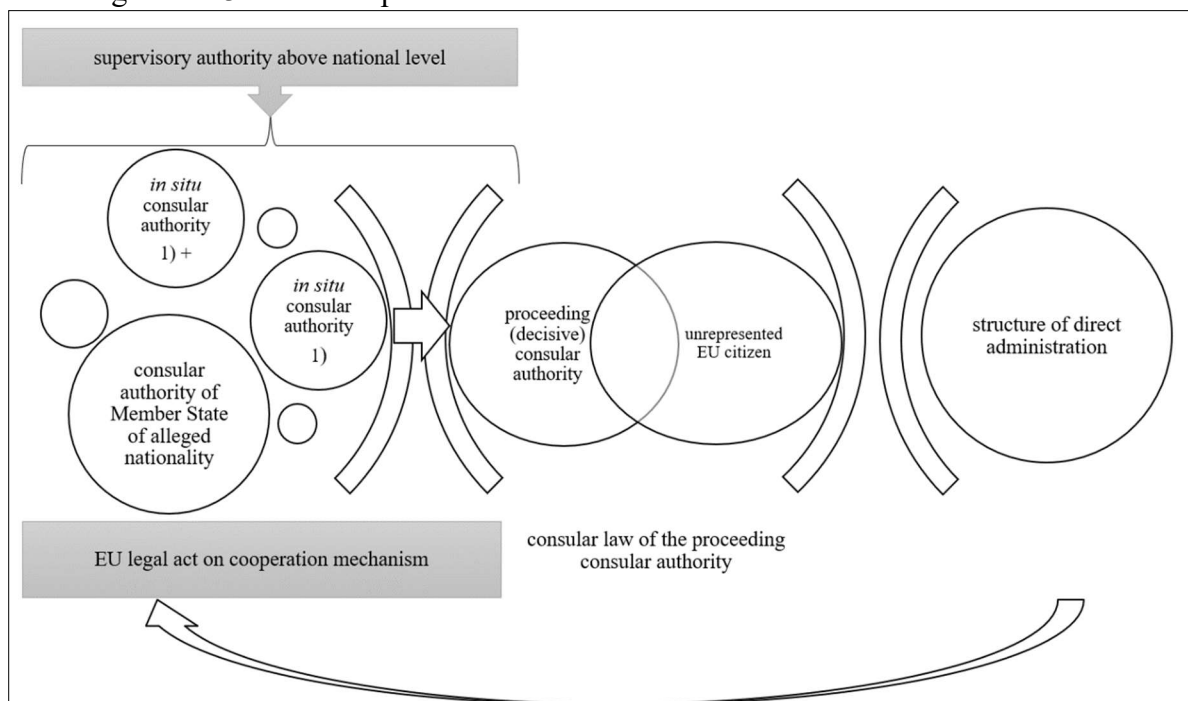 supervisory authority above national level
in situ
consular
authority
1) +
in situ
consular
authority
1)
consular
authority of
Member State
of alleged
nationality
proceeding
(decisive)
consular
authority
unrepresented
EU citizen
structure of direct
administration
EU legal act on cooperation mechanism
consular law of the proceeding
consular authority